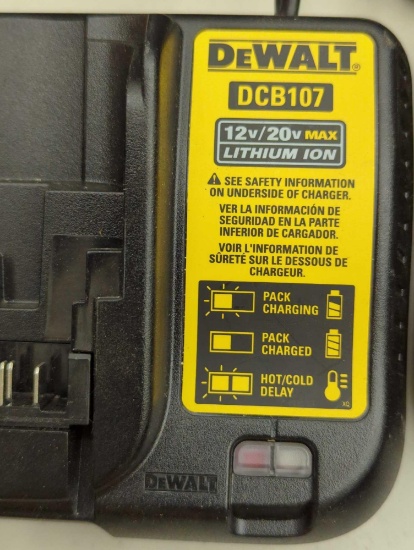 DEWALT®
DCB107
12V/20V MAX
LITHIUM ION
SEE SAFETY INFORMATION
ON UNDERSIDE OF CHARGER.
VER LA INFORMACIÓN DE
SEGURIDAD EN LA PARTE
INFERIOR DE CARGADOR.
VOIR L'INFORMATION DE
SÛRETÉ SUR LE DESSOUS DE
CHARGEUR.
PACK
CHARGING
PACK
CHARGED
HOT/COLD
DELAY
DEWALT